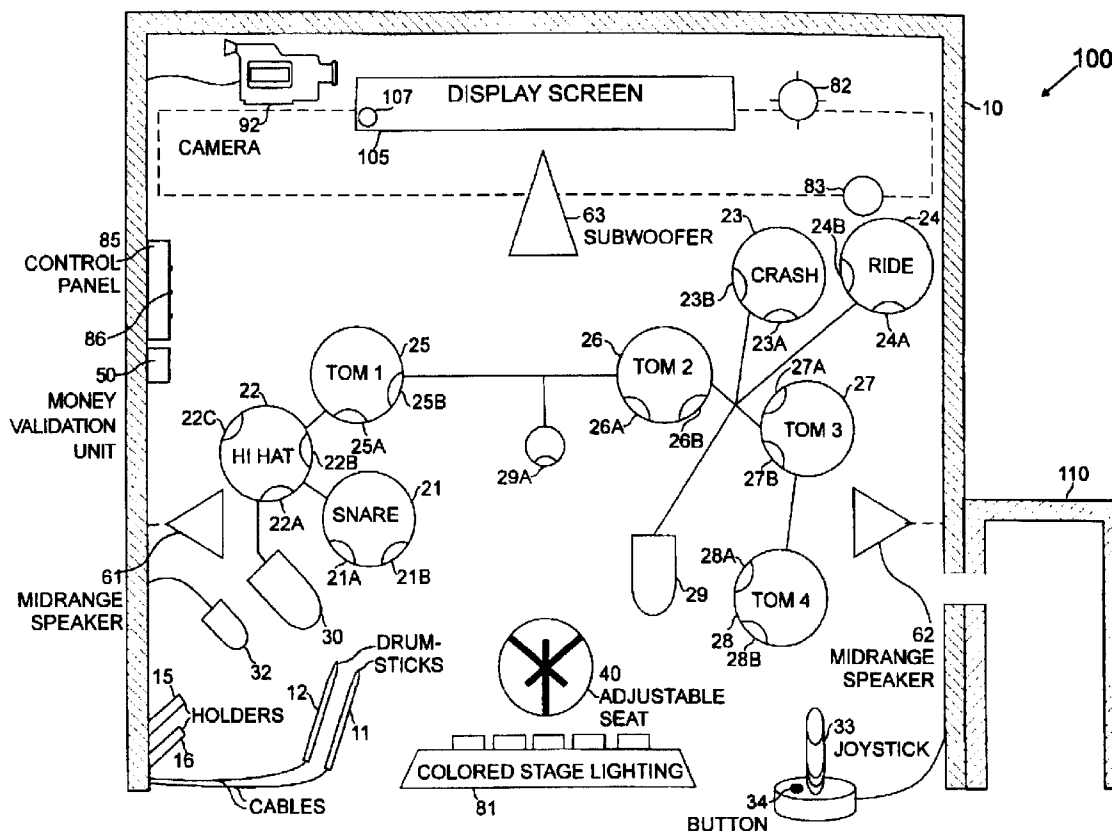 100
10
DISPLAY SCREEN
107
105
82
92
CAMERA
83
63
SUBWOOFER
85
CONTROL
PANEL
86
50
MONEY
VALIDATION
UNIT
23
CRASH
23B
23A
24
24B
RIDE
24A
25
TOM 1
25B
25A
26
TOM 2
26A
26B
27A
27
TOM 3
27B
22
22C
HI HAT
22B
22A
29A
21
SNARE
21A
21B
110
61
MIDRANGE
SPEAKER
30
32
29
28A
TOM 4
28
28B
62
MIDRANGE
SPEAKER
DRUM-
STICKS
12
11
15
HOLDERS
16
CABLES
40
ADJUSTABLE
SEAT
COLORED STAGE LIGHTING
81
33
JOYSTICK
34
BUTTON